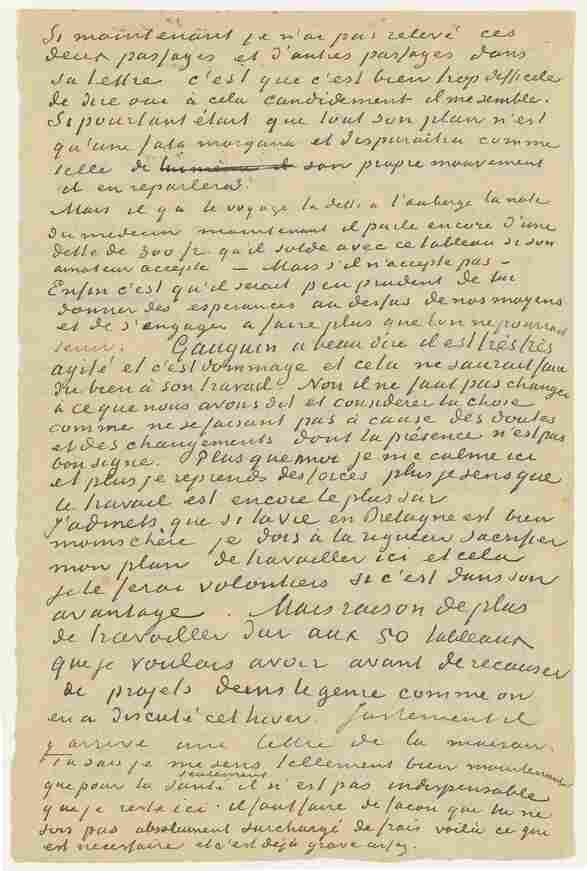 Si maintenant je n'ai pas relevé ces
deux passages et d'autres passages dans
sa lettre c'est que c'est bien trop difficile
de dire oui à cela candidement il me semble.
Si pourtant était que tout son plan n'est
qu'une fata morgana et disparaîtra comme
telle de son propre mouvement
il en reparlera?
Mais il y a le voyage la dette à l'auberge la note
du medecin maintenant il parle encore d'une
dette de 300 fr. qu'il solde avec ce tableau si son
amateur accepte – Mais s'il n'accepte pas –
Enfin c'est qu'il serait peu prudent de lui
donner des esperances au dessus de nos moyens
et de s'engager à faire plus que l'on ne pourrait
tenir. Gauguin a beau dire il est très très
agité et c'est dommage et cela ne saurait faire
du bien à son travail. Non il ne faut pas changer
à ce que nous avons dit et considerer la chose
comme ne se faisant pas à cause des doutes
et des changements dont la présence n'est pas
bon signe. Plus que moi je me calme ici
et plus je reprends des forces plus je sens que
le travail est encore le plus sur
J'admets que si la vie en Bretagne est bien
moins chère je dois à la rigueur sacrifier
mon plan de travailler ici et cela
je le ferai volontiers si c'est dans son
avantage. Mais raison de plus
de travailler dur aux 50 tableaux
que je voulais avoir avant de recauser
de projets dans le genre comme on
en a discuté cet hiver. Justement il
y arrive une lettre de la maison.
Tu sais je me sens tellement bien maintenant
que pour la santé seulement il n'est pas indispensable
que je reste ici. il faut faire de façon que tu ne
sois pas absolument surchargé de frais voilà ce qui
est necessaire et c'est déjà grave assez.